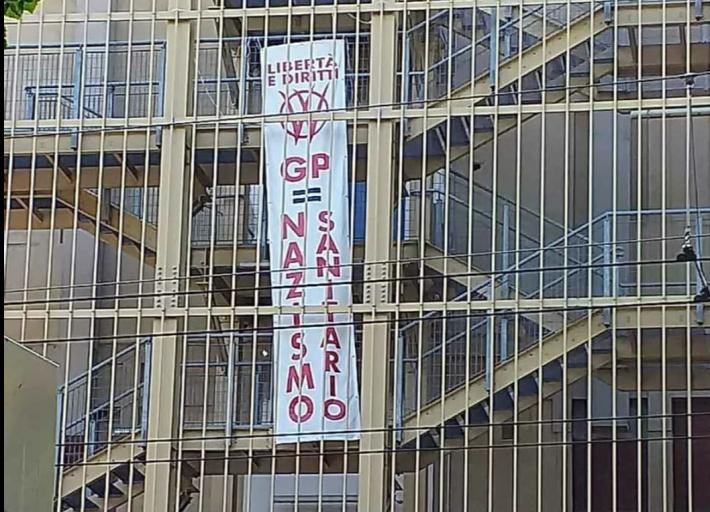 LIBERTÀ
E DIRITTI
GP
=
NAZISMO
SANITARIO